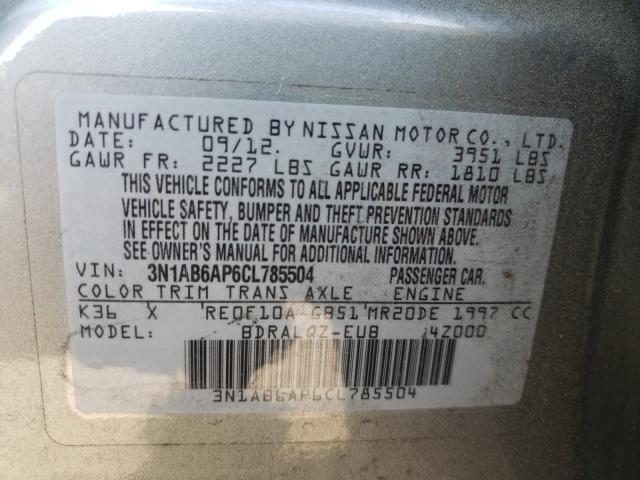 MANUFACTURED BY NISSAN MOTOR CO., LTD.
DATE: 09/12. GVWR: 3951 LBS
GAWR FR: 2227 LBS GAWR RR: 1810 LBS
THIS VEHICLE CONFORMS TO ALL APPLICABLE FEDERAL MOTOR
VEHICLE SAFETY, BUMPER AND THEFT PREVENTION STANDARDS
IN EFFECT ON THE DATE OF MANUFACTURE SHOWN ABOVE.
SEE OWNER'S MANUAL FOR ADDITIONAL INFORMATION.
VIN: 3N1AB6AP6CL785504 PASSENGER CAR.
COLOR TRIM TRANS AXLE ENGINE
K36 X RE0F10A GB51 MR20DE 1997 CC
MODEL: BDRALQZ-EUB 4Z000
3N1AB6AP6CL785504